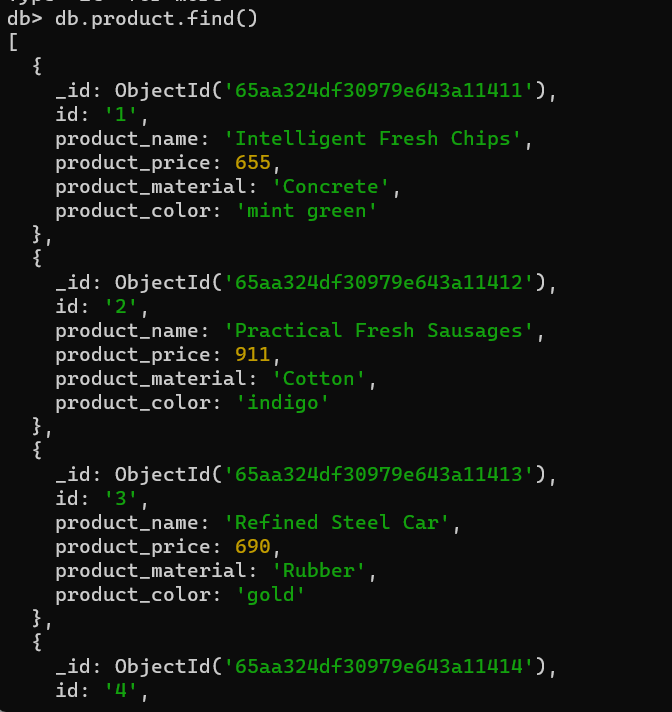 db> db.product.find()
[
  {
    _id: ObjectId('65aa324df30979e643a11411'),
    id: '1',
    product_name: 'Intelligent Fresh Chips',
    product_price: 655,
    product_material: 'Concrete',
    product_color: 'mint green'
  },
  {
    _id: ObjectId('65aa324df30979e643a11412'),
    id: '2',
    product_name: 'Practical Fresh Sausages',
    product_price: 911,
    product_material: 'Cotton',
    product_color: 'indigo'
  },
  {
    _id: ObjectId('65aa324df30979e643a11413'),
    id: '3',
    product_name: 'Refined Steel Car',
    product_price: 690,
    product_material: 'Rubber',
    product_color: 'gold'
  },
  {
    _id: ObjectId('65aa324df30979e643a11414'),
    id: '4',